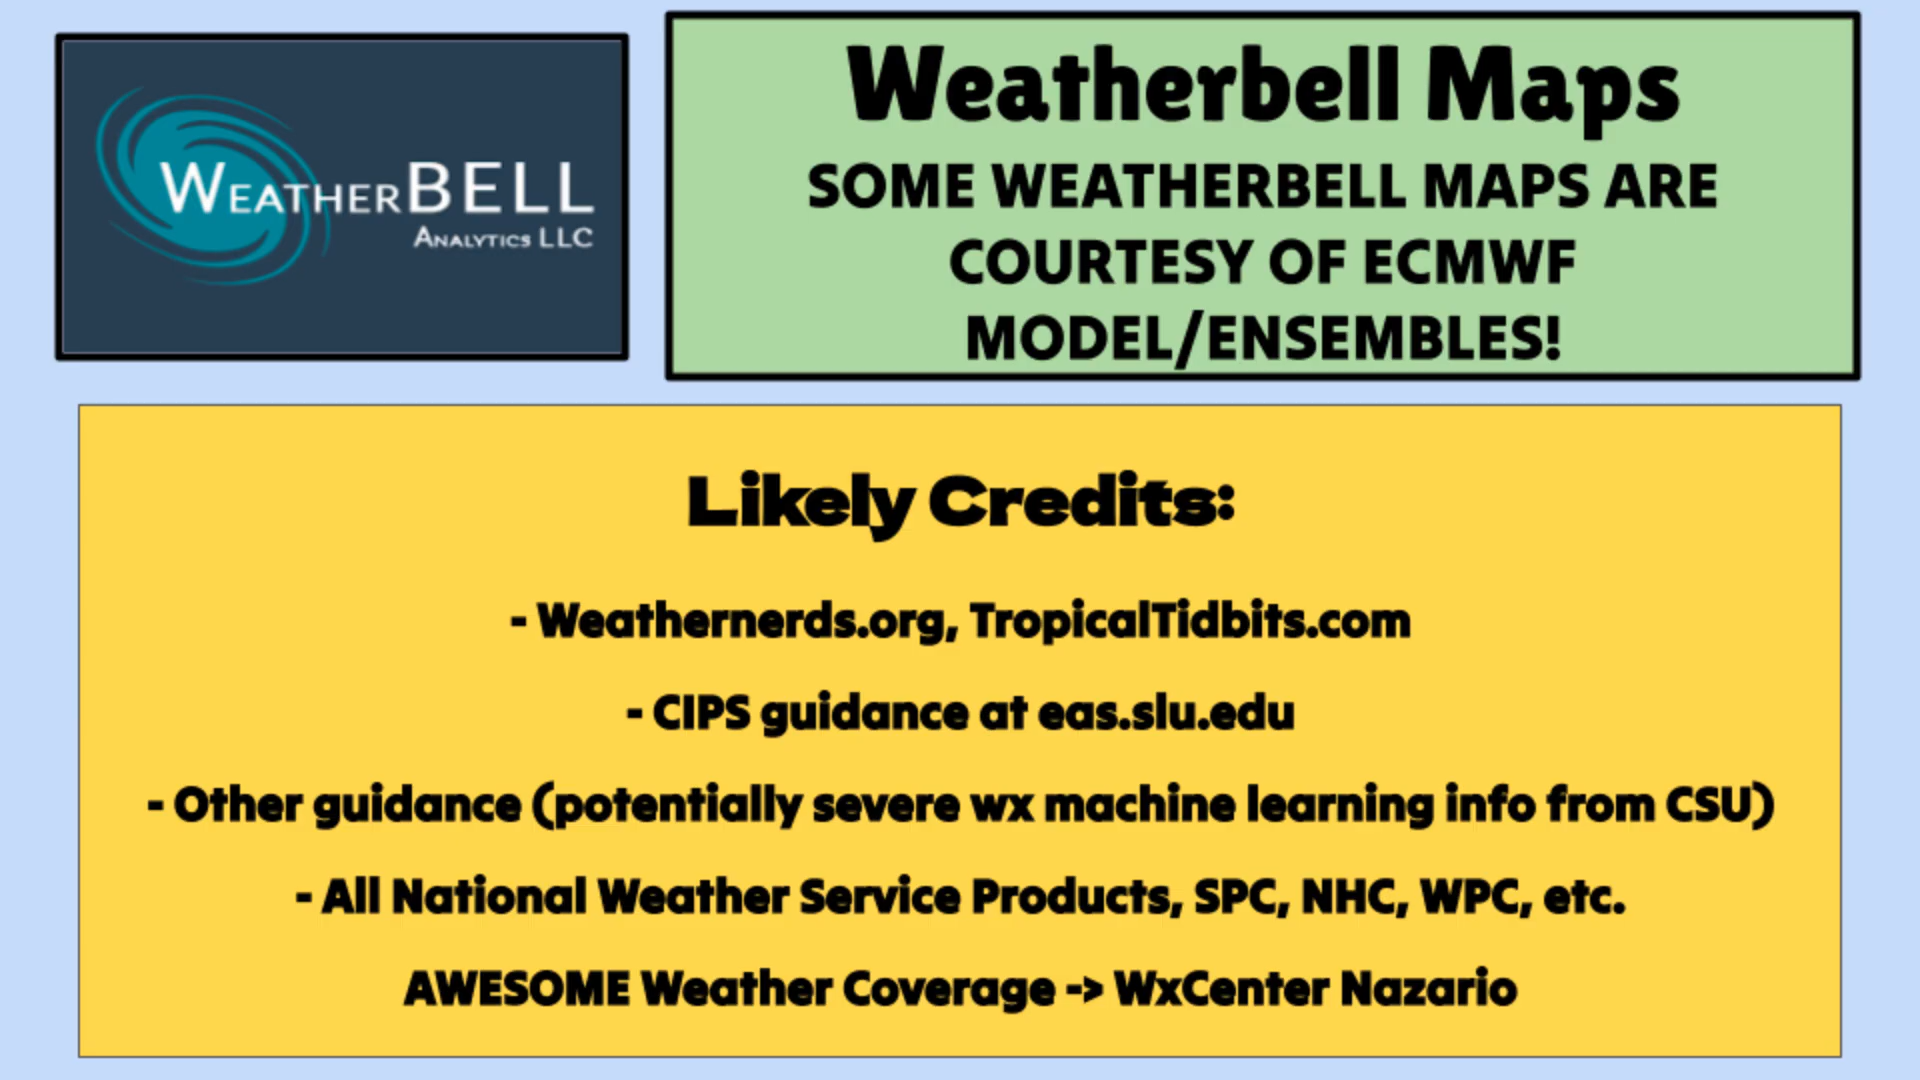 WEATHERBELL
ANALYTICS LLC
Weatherbell Maps
SOME WEATHERBELL MAPS ARE
COURTESY OF ECMWF
MODEL/ENSEMBLES!
Likely Credits:
- Weathernerds.org, TropicalTidbits.com
- CIPS guidance at eas.slu.edu
- Other guidance (potentially severe wx machine learning info from CSU)
- All National Weather Service Products, SPC, NHC, WPC, etc.
AWESOME Weather Coverage -> WxCenter Nazario